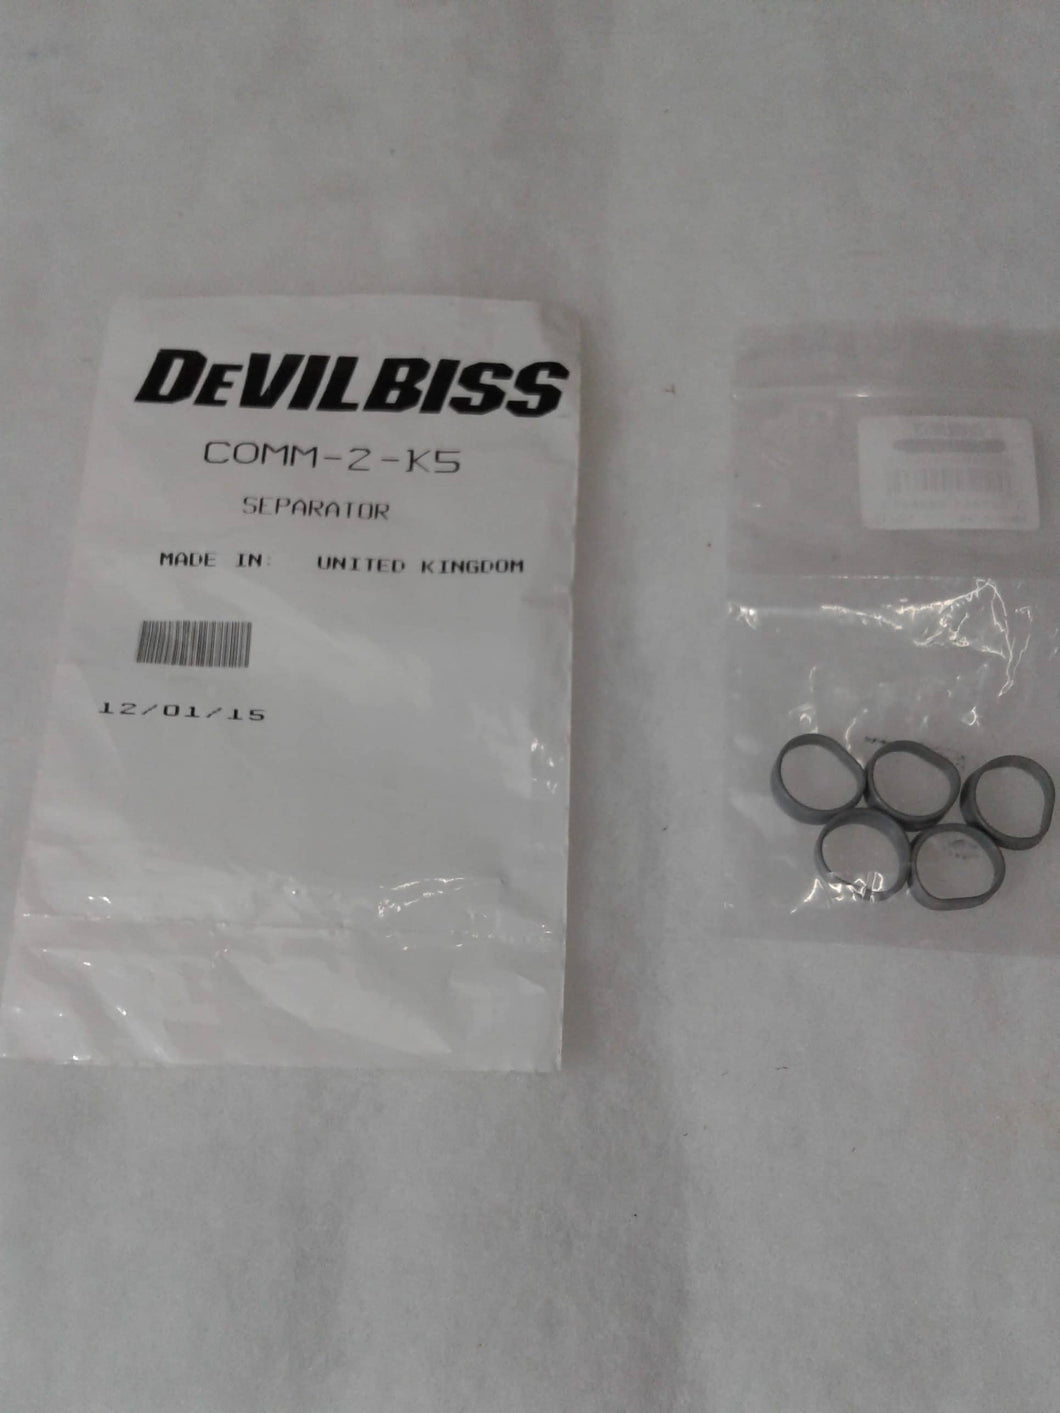 DEVILBISS
COMM-2-K5
SEPARATOR
MADE IN: UNITED KINGDOM
12/01/15